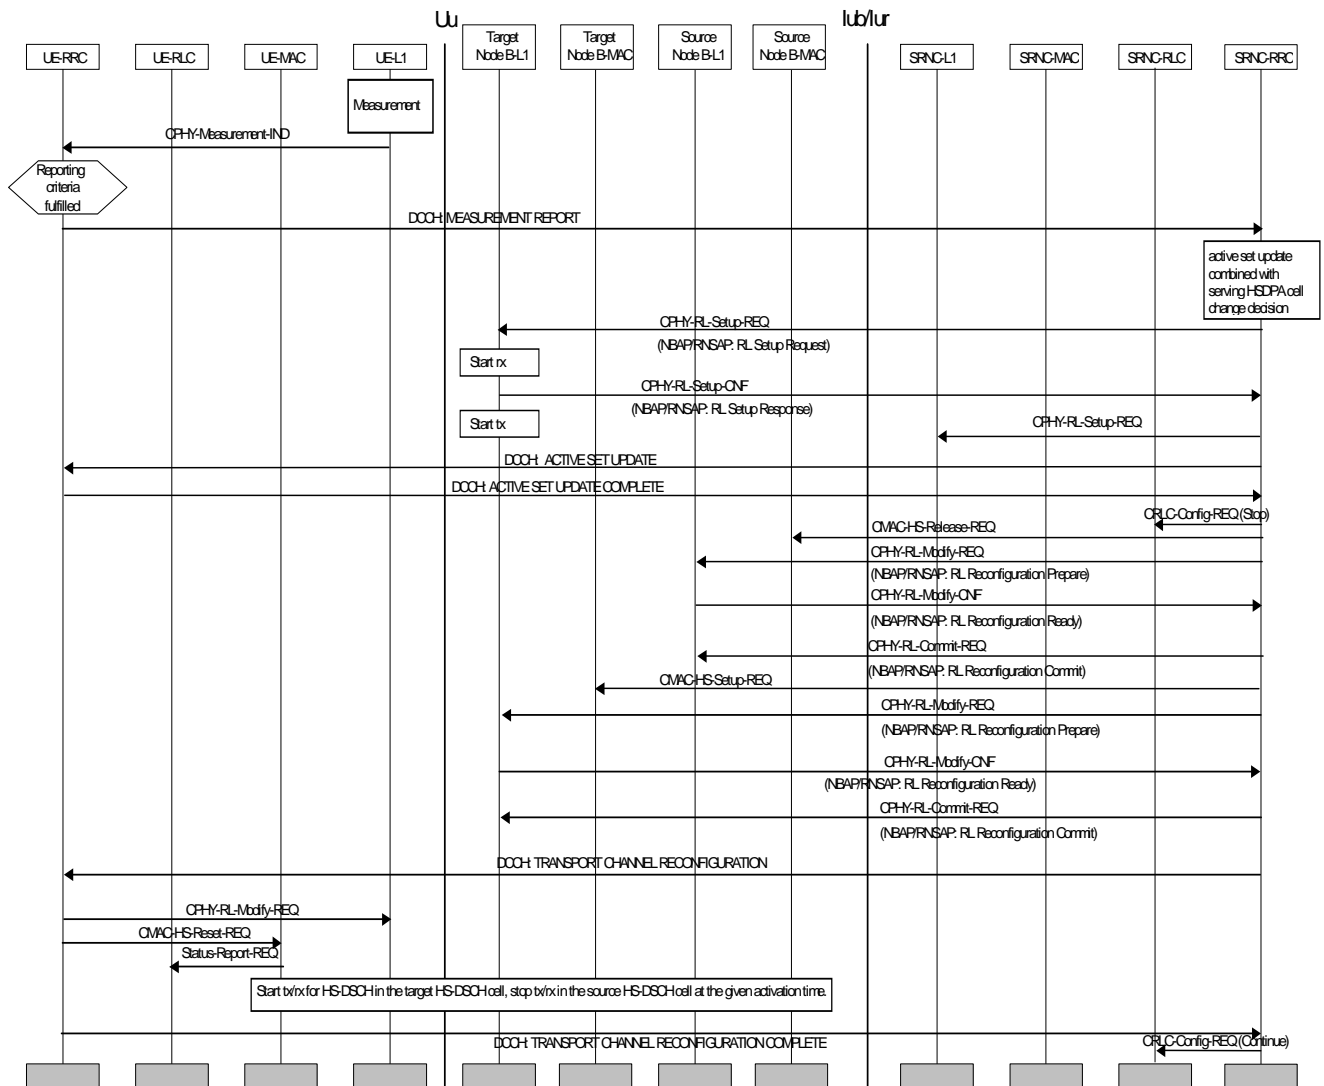 Uu
Iub/Iur
UE-RRC
UE-RLC
UE-MAC
UE-L1
Target
Node B-L1
Target
Node B-MAC
Source
Node B-L1
Source
Node B-MAC
SRNC-L1
SRNC-MAC
SRNC-RLC
SRNC-RRC
Measurement
CPHY-Measurement-IND
Reporting
criteria
fulfilled
DCCH: MEASUREMENT REPORT
active set update
combined with
serving HSDPA cell
change decision
CPHY-RL-Setup-REQ
(NBAP/RNSAP: RL Setup Request)
Start rx
CPHY-RL-Setup-CNF
(NBAP/RNSAP: RL Setup Response)
Start tx
CPHY-RL-Setup-REQ
DCCH: ACTIVE SET UPDATE
DCCH: ACTIVE SET UPDATE COMPLETE
CRLC-Config-REQ (Stop)
CMAC-HS-Release-REQ
CPHY-RL-Modify-REQ
(NBAP/RNSAP: RL Reconfiguration Prepare)
CPHY-RL-Modify-CNF
(NBAP/RNSAP: RL Reconfiguration Ready)
CPHY-RL-Commit-REQ
(NBAP/RNSAP: RL Reconfiguration Commit)
CMAC-HS-Setup-REQ
CPHY-RL-Modify-REQ
(NBAP/RNSAP: RL Reconfiguration Prepare)
CPHY-RL-Modify-CNF
(NBAP/RNSAP: RL Reconfiguration Ready)
CPHY-RL-Commit-REQ
(NBAP/RNSAP: RL Reconfiguration Commit)
DCCH: TRANSPORT CHANNEL RECONFIGURATION
CPHY-RL-Modify-REQ
CMAC-HS-Reset-REQ
Status-Report-REQ
Start tx/rx for HS-DSCH in the target HS-DSCH cell, stop tx/rx in the source HS-DSCH cell at the given activation time.
DCCH: TRANSPORT CHANNEL RECONFIGURATION COMPLETE
CRLC-Config-REQ (Continue)